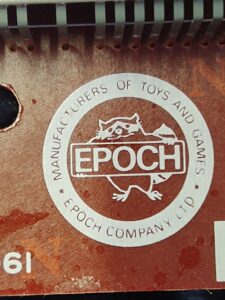 MANUFACTURERS OF TOYS AND GAMES
EPOCH
EPOCH COMPANY LTD
61